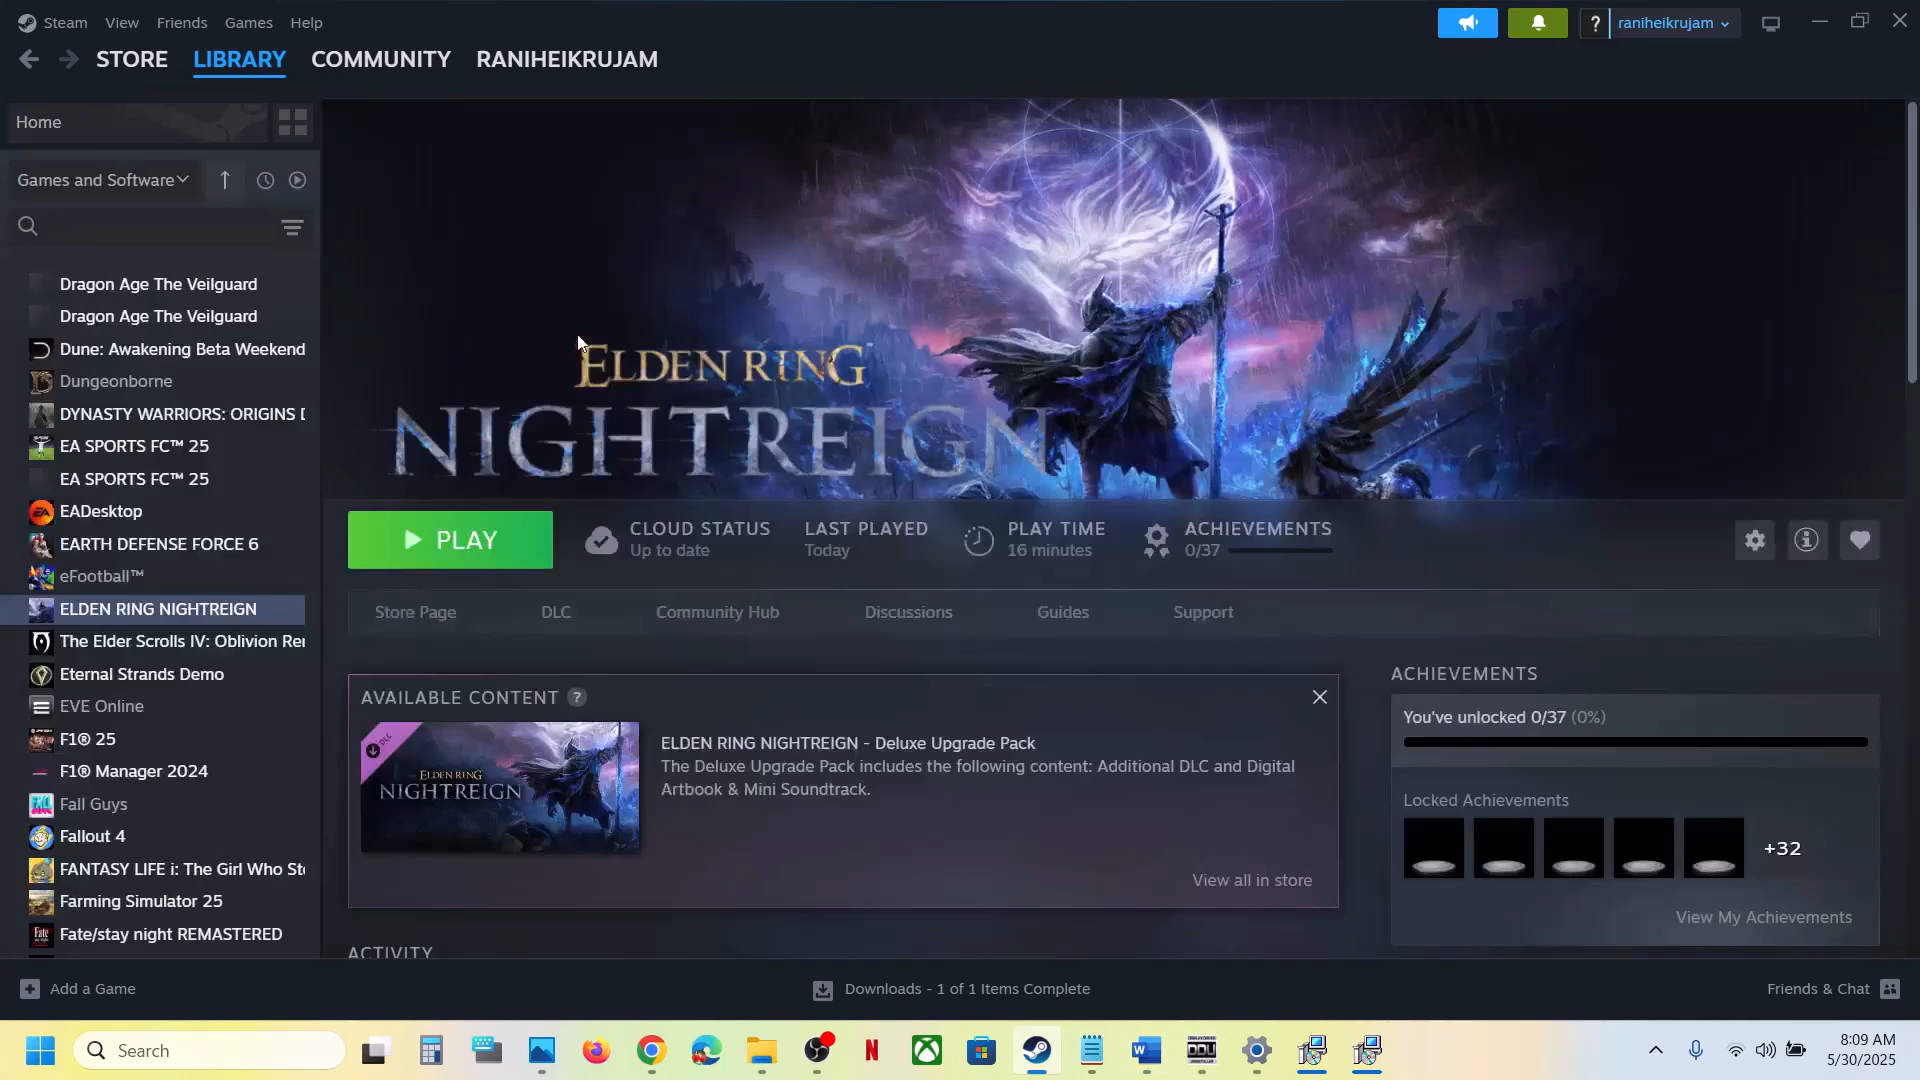 Steam View Friends Games Help
? raniheikrujam
STORE LIBRARY COMMUNITY RANIHEIKRUJAM
Home
Games and Software
Dragon Age The Veilguard
Dragon Age The Veilguard
Dune: Awakening Beta Weekend
Dungeonborne
DYNASTY WARRIORS: ORIGINS D
EA SPORTS FC™ 25
EA SPORTS FC™ 25
EADesktop
EARTH DEFENSE FORCE 6
eFootball™
ELDEN RING NIGHTREIGN
The Elder Scrolls IV: Oblivion Rer
Eternal Strands Demo
EVE Online
F1® 25
F1® Manager 2024
Fall Guys
Fallout 4
FANTASY LIFE i: The Girl Who Ste
Farming Simulator 25
Fate/stay night REMASTERED
ELDEN RING
NIGHTREIGN
PLAY
CLOUD STATUS
Up to date
LAST PLAYED
Today
PLAY TIME
16 minutes
ACHIEVEMENTS
0/37
Store Page DLC Community Hub Discussions Guides Support
AVAILABLE CONTENT ?
DLC
ELDEN RING
NIGHTREIGN
ELDEN RING NIGHTREIGN - Deluxe Upgrade Pack
The Deluxe Upgrade Pack includes the following content: Additional DLC and Digital
Artbook & Mini Soundtrack.
View all in store
ACTIVITY
ACHIEVEMENTS
You've unlocked 0/37 (0%)
Locked Achievements
+32
View My Achievements
Add a Game
Downloads - 1 of 1 Items Complete
Friends & Chat
Search
DDU
8:09 AM
5/30/2025